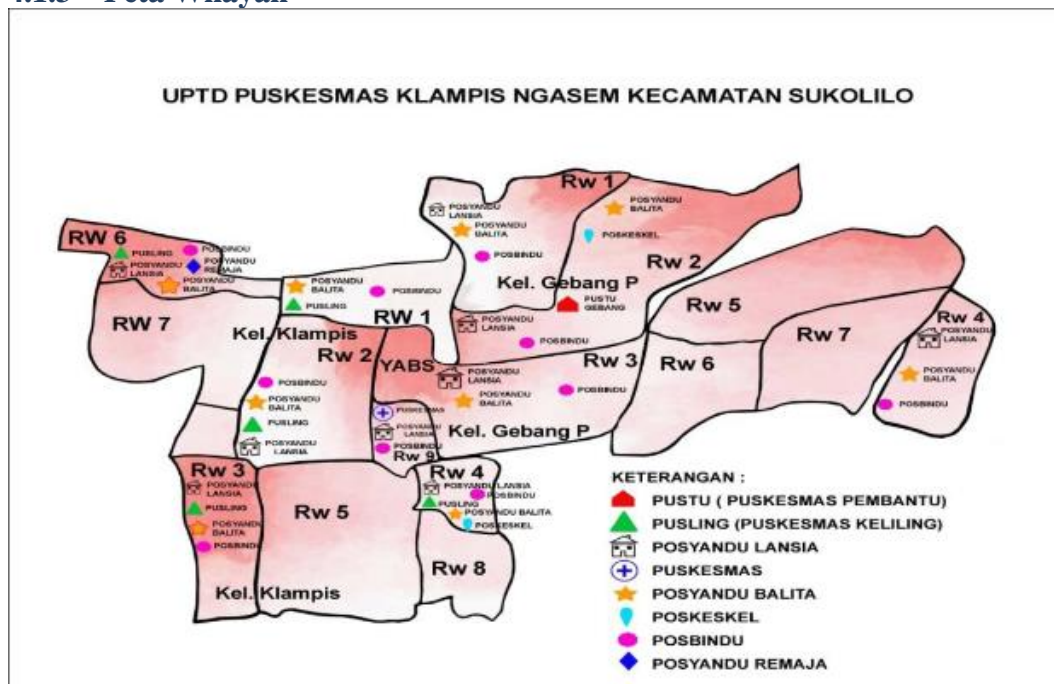 4.1.3 Peta Wilayah
UPTD PUSKESMAS KLAMPIS NGASEM KECAMATAN SUKOLILO
RW 6
PUSLING
POSBINDU
POSYANDU
LANSIA
POSYANDU
REMAJA
POSYANDU
BALITA
RW 7
POSYANDU
BALITA
PUSLING
POSBINDU
RW 1
Kel. Klampis
Rw 1
POSYANDU
LANSIA
POSYANDU
BALITA
POSBINDU
Kel. Gebang P
POSYANDU
BALITA
POSKESKEL
Rw 2
PUSTU
GEBANG
POSYANDU
LANSIA
POSBINDU
Rw 5
Rw 7
Rw 6
Rw 4
POSYANDU
LANSIA
POSYANDU
BALITA
POSBINDU
Rw 2
POSBINDU
POSYANDU
BALITA
PUSLING
POSYANDU
LANSIA
YABS
POSYANDU
LANSIA
POSYANDU
BALITA
Rw 3
POSBINDU
Kel. Gebang P
PUSKESMAS
POSYANDU
LANSIA
POSBINDU
Rw 9
Rw 3
POSYANDU
LANSIA
PUSLING
POSYANDU
BALITA
POSBINDU
Kel. Klampis
Rw 5
Rw 4
POSYANDU LANSIA
POSBINDU
PUSLING
POSYANDU BALITA
POSKESKEL
Rw 8
KETERANGAN :
PUSTU ( PUSKESMAS PEMBANTU)
PUSLING (PUSKESMAS KELILING)
POSYANDU LANSIA
PUSKESMAS
POSYANDU BALITA
POSKESKEL
POSBINDU
POSYANDU REMAJA